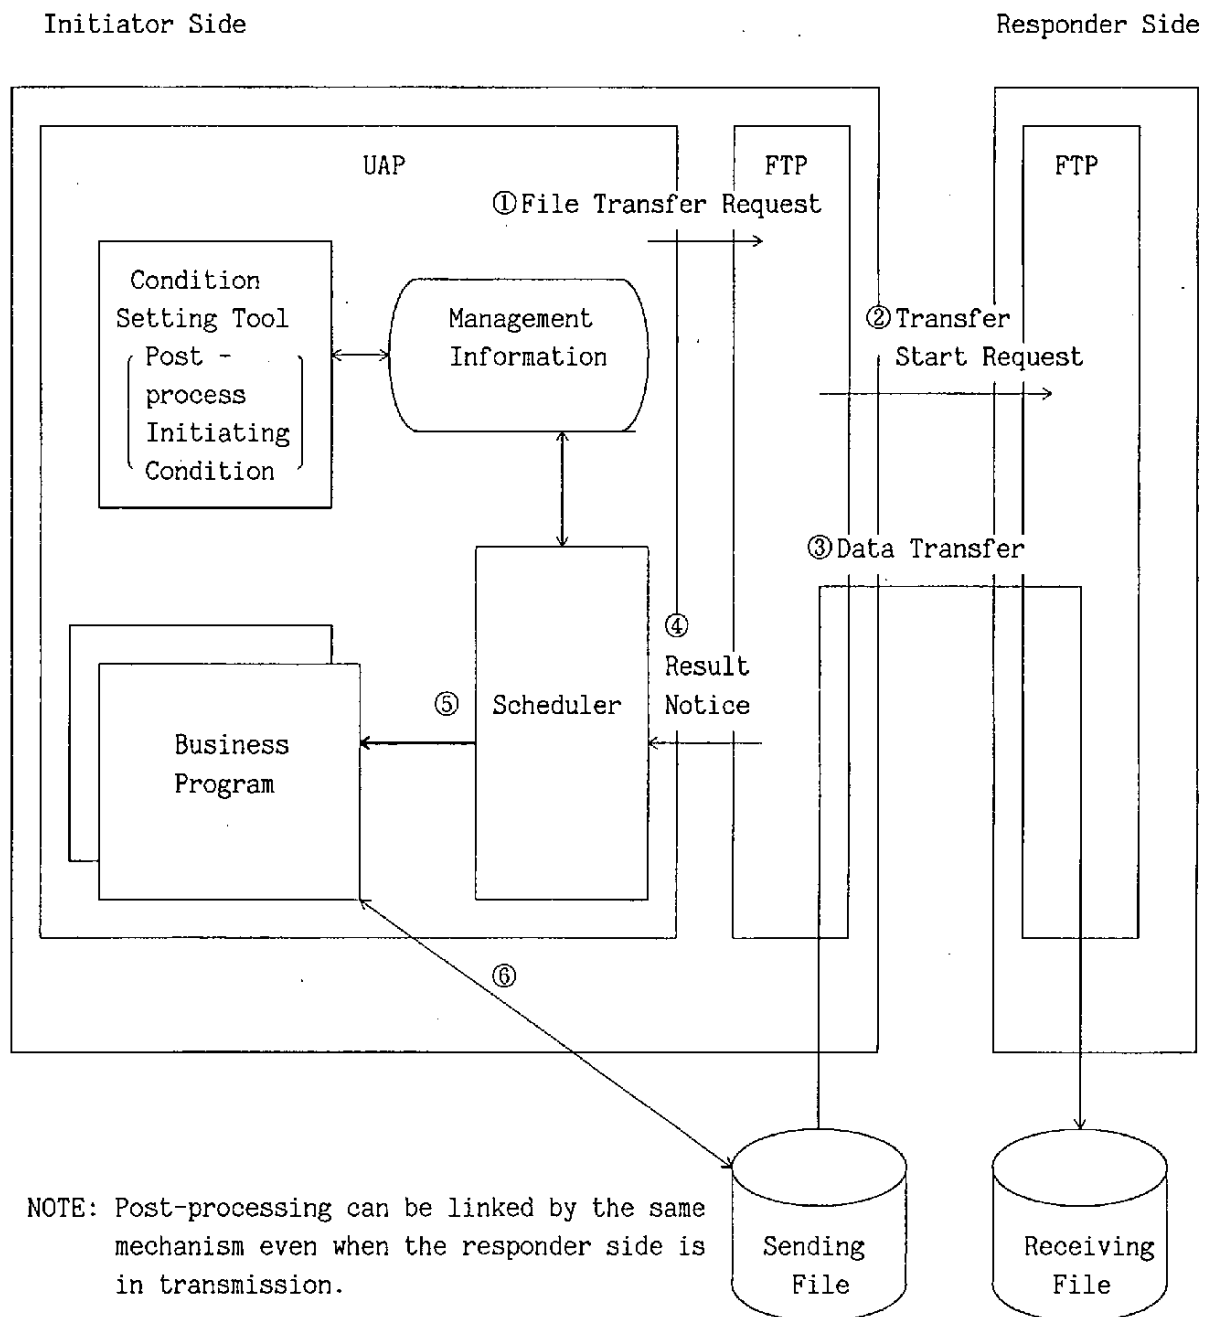 Initiator Side
Responder Side
UAP
FTP
FTP
①File Transfer Request
Condition
Setting Tool
Post -
process
Initiating
Condition
Management
Information
②Transfer
Start Request
③Data Transfer
④
Result
Notice
⑤
Scheduler
Business
Program
⑥
NOTE: Post-processing can be linked by the same
mechanism even when the responder side is
in transmission.
Sending
File
Receiving
File